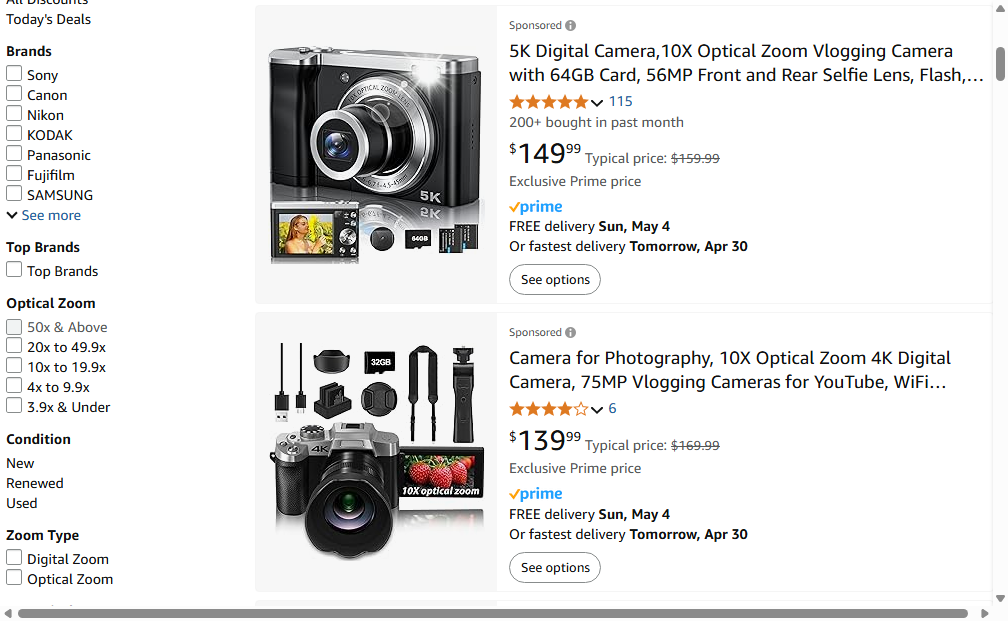 All Discounts
Today's Deals
Brands
Sony
Canon
Nikon
KODAK
Panasonic
Fujifilm
SAMSUNG
See more
Top Brands
Top Brands
Optical Zoom
50x & Above
20x to 49.9x
10x to 19.9x
4x to 9.9x
3.9x & Under
Condition
New
Renewed
Used
Zoom Type
Digital Zoom
Optical Zoom
10X OPTICAL ZOOM LENS
5K
64GB
Sponsored
5K Digital Camera,10X Optical Zoom Vlogging Camera
with 64GB Card, 56MP Front and Rear Selfie Lens, Flash,…
115
200+ bought in past month
$149.99 Typical price: $159.99
Exclusive Prime price
prime
FREE delivery Sun, May 4
Or fastest delivery Tomorrow, Apr 30
See options
32GB
4K
10X optical zoom
Sponsored
Camera for Photography, 10X Optical Zoom 4K Digital
Camera, 75MP Vlogging Cameras for YouTube, WiFi…
6
$139.99 Typical price: $169.99
Exclusive Prime price
prime
FREE delivery Sun, May 4
Or fastest delivery Tomorrow, Apr 30
See options